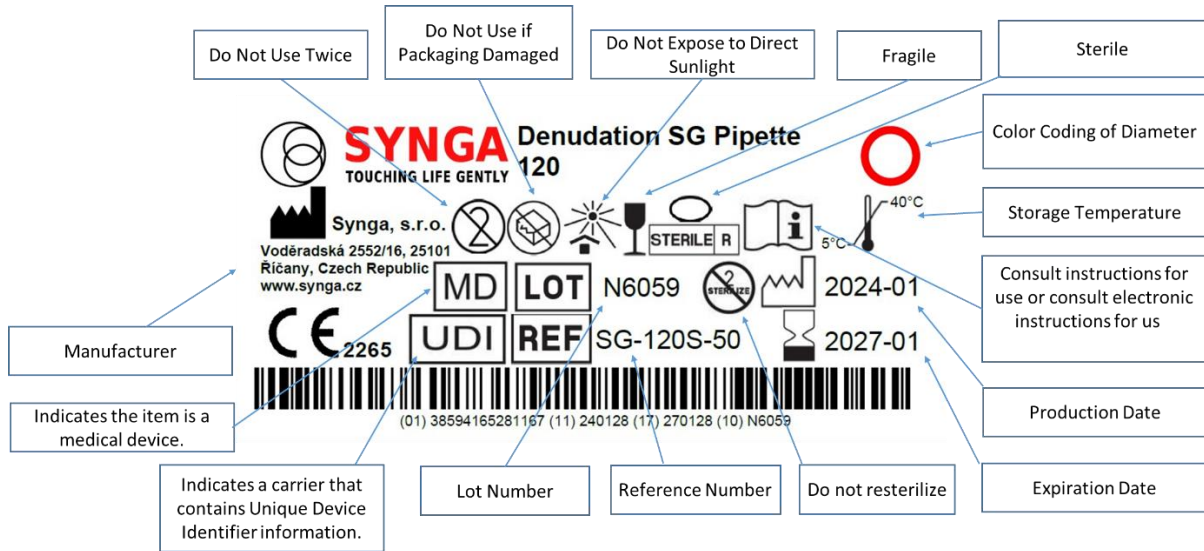 Do Not Use Twice
Do Not Use if
Packaging Damaged
Do Not Expose to Direct
Sunlight
Fragile
Sterile
Color Coding of Diameter
Storage Temperature
Consult instructions for
use or consult electronic
instructions for us
Production Date
Expiration Date
SYNGA
TOUCHING LIFE GENTLY
Denudation SG Pipette
120
Synga, s.r.o.
Voděradská 2552/16, 25101
Říčany, Czech Republic
www.synga.cz
2
STERILE R
i
40°C
5°C
MD LOT N6059
2
STERILIZE
2024-01
CE 2265
UDI REF SG-120S-50
2027-01
(01) 38594165281167 (11) 240128 (17) 270128 (10) N6059
Manufacturer
Indicates the item is a
medical device.
Indicates a carrier that
contains Unique Device
Identifier information.
Lot Number
Reference Number
Do not resterilize